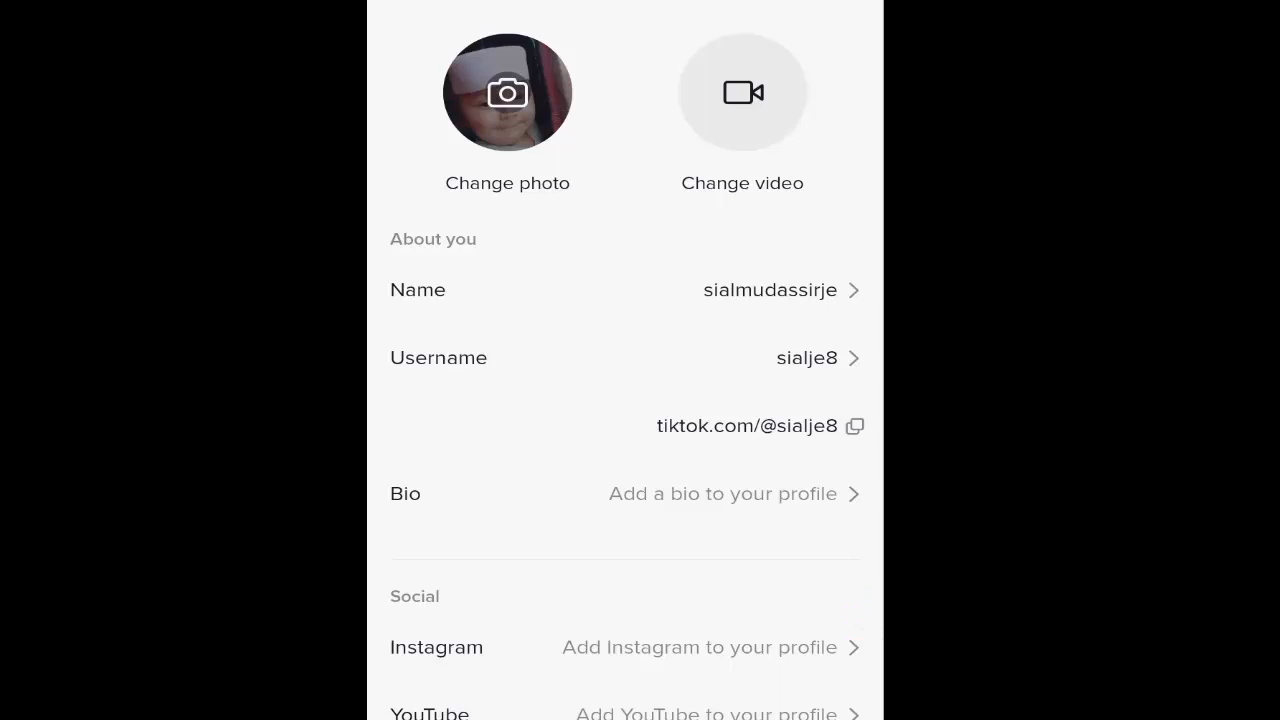 Change photo
Change video
About you
Name sialmudassirje
Username sialje8
tiktok.com/@sialje8
Bio Add a bio to your profile
Social
Instagram Add Instagram to your profile
YouTube Add YouTube to your profile